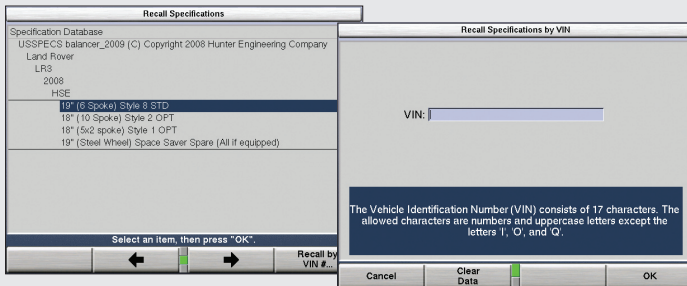 Recall Specifications
Specification Database
USSPECS balancer_2009 (C) Copyright 2008 Hunter Engineering Company
Land Rover
LR3
2008
HSE
19" (6 Spoke) Style 8 STD
18" (10 Spoke) Style 2 OPT
18" (5x2 spoke) Style 1 OPT
19" (Steel Wheel) Space Saver Spare (All if equipped)
Select an item, then press "OK".
Recall by
VIN #...
Recall Specifications by VIN
VIN:
The Vehicle Identification Number (VIN) consists of 17 characters. The
allowed characters are numbers and uppercase letters except the
letters 'I', 'O', and 'Q'.
Cancel
Clear
Data
OK